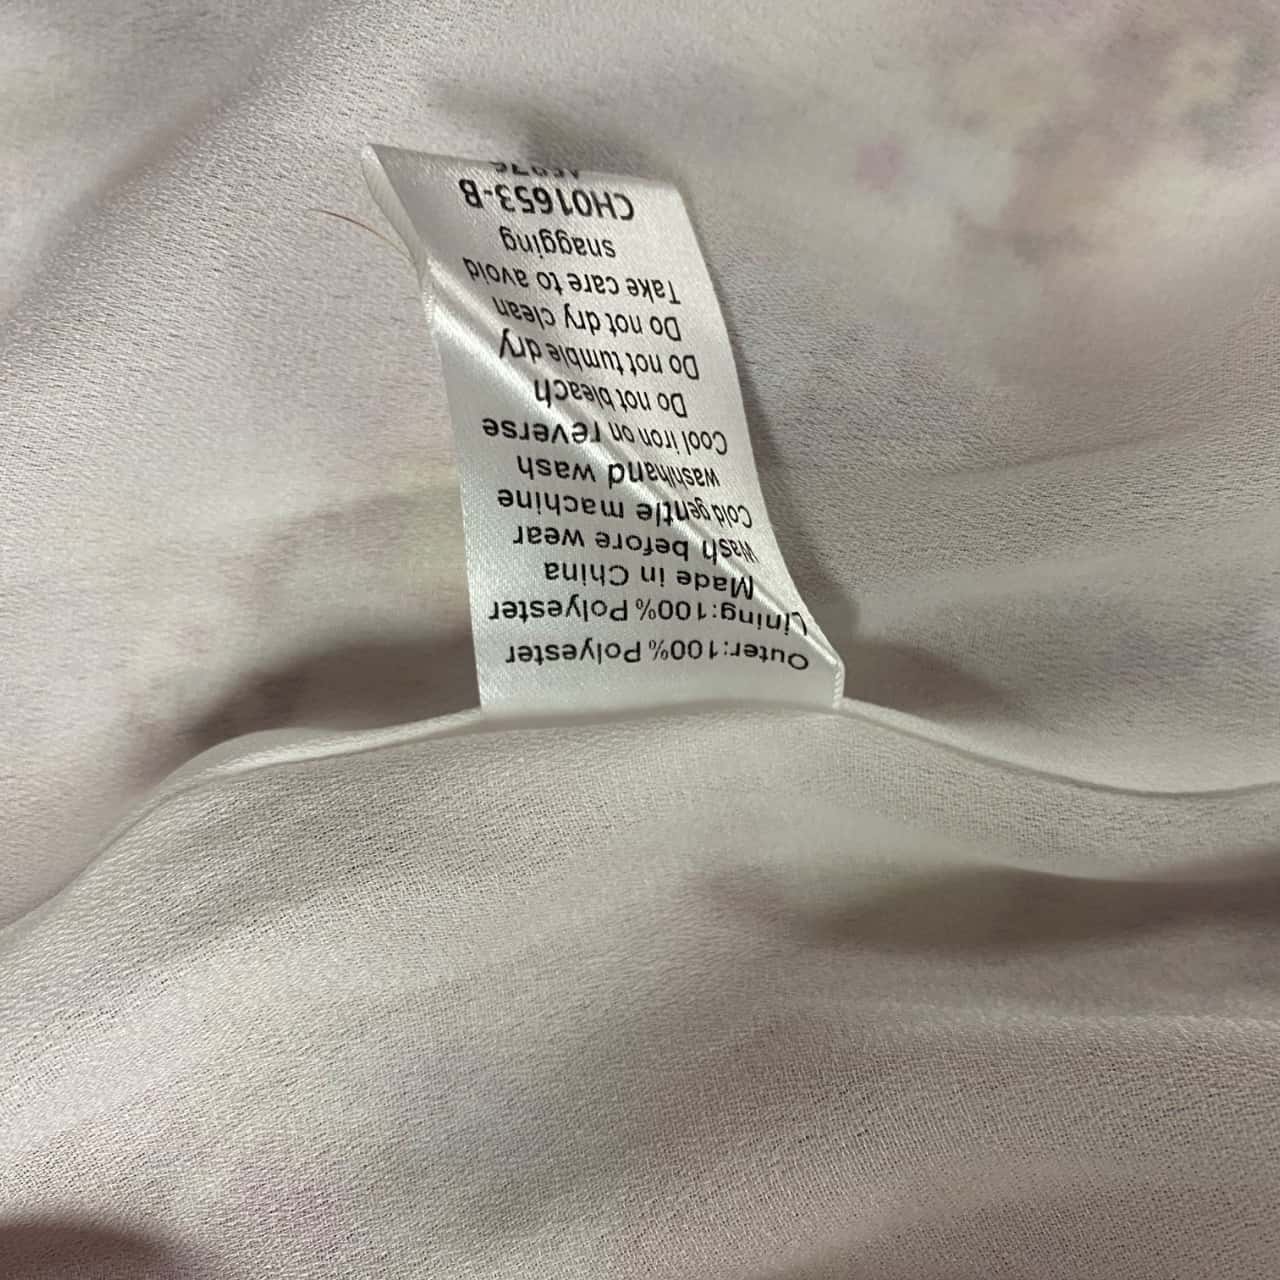 Outer:100% Polyester
Lining:100% Polyester
Made in China
Wash before wear
Cold gentle machine
wash\hand wash
Cool iron on reverse
Do not bleach
Do not tumble dry
Do not dry clean
Take care to avoid
snagging
CH01653-B